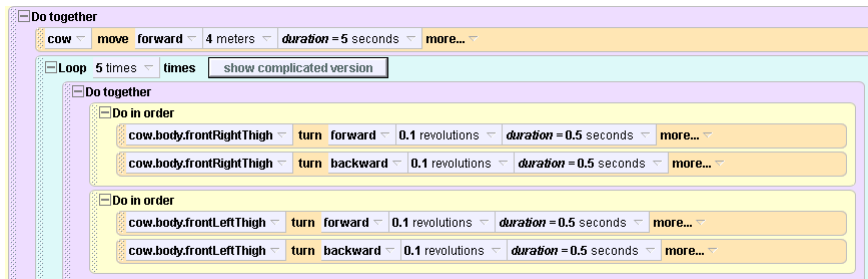 Do together
cow move forward 4 meters duration = 5 seconds more...
Loop 5 times times show complicated version
Do together
Do in order
cow.body.frontRightThigh turn forward 0.1 revolutions duration = 0.5 seconds more...
cow.body.frontRightThigh turn backward 0.1 revolutions duration = 0.5 seconds more...
Do in order
cow.body.frontLeftThigh turn forward 0.1 revolutions duration = 0.5 seconds more...
cow.body.frontLeftThigh turn backward 0.1 revolutions duration = 0.5 seconds more...